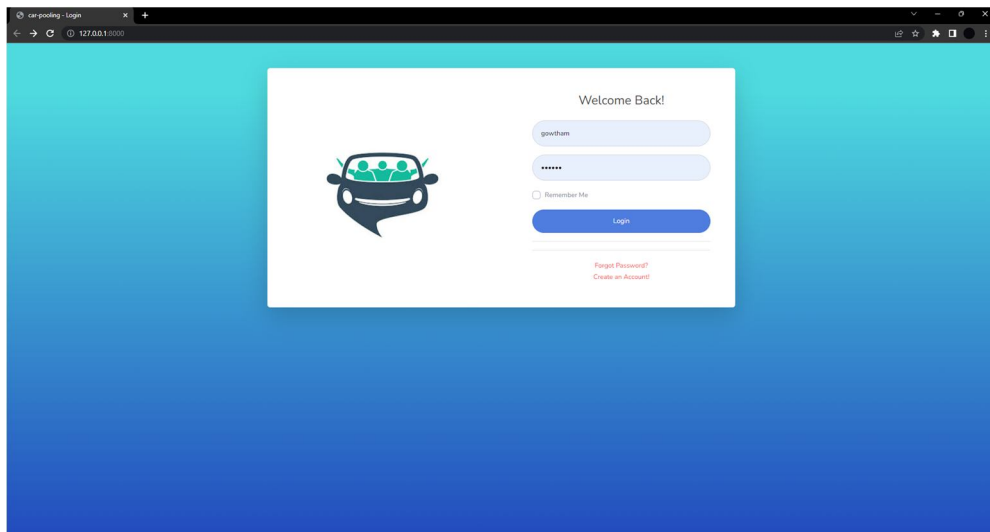 car-pooling - Login
127.0.0.1:8000
Welcome Back!
gowtham
••••••
Remember Me
Login
Forgot Password?
Create an Account!